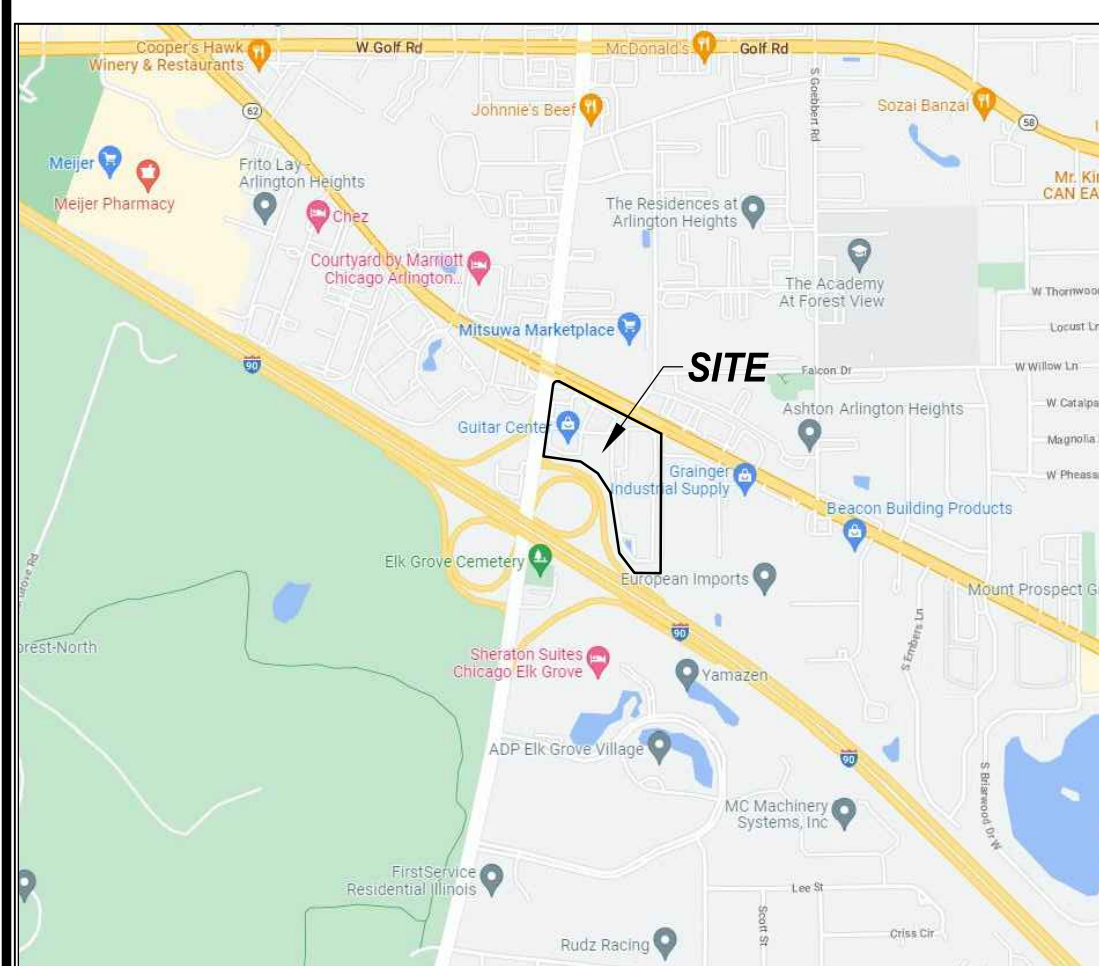 Cooper's Hawk
Winery & Restaurants
W Golf Rd
McDonald's
Golf Rd
S Goebbert Rd
Johnnie's Beef
Sozai Banzai
62
58
Meijer
Meijer Pharmacy
Frito Lay -
Arlington Heights
Chez
The Residences at
Arlington Heights
Mr. Ki
CAN EA
Courtyard by Marriott
Chicago Arlington...
The Academy
At Forest View
W Thornwoo
Mitsuwa Marketplace
Locust Ln
90
SITE
Falcon Dr
W Willow Ln
Guitar Center
Ashton Arlington Heights
W Catalpa
Magnolia
Grainger
Industrial Supply
W Pheas
Beacon Building Products
Elk Grove Cemetery
European Imports
Mount Prospect G
rove Rd
orest-North
90
S Embers Ln
Sheraton Suites
Chicago Elk Grove
Yamazen
ADP Elk Grove Village
90
S Briarwood Dr W
MC Machinery
Systems, Inc
FirstService
Residential Illinois
Lee St
Scott St
Criss Cir
Rudz Racing